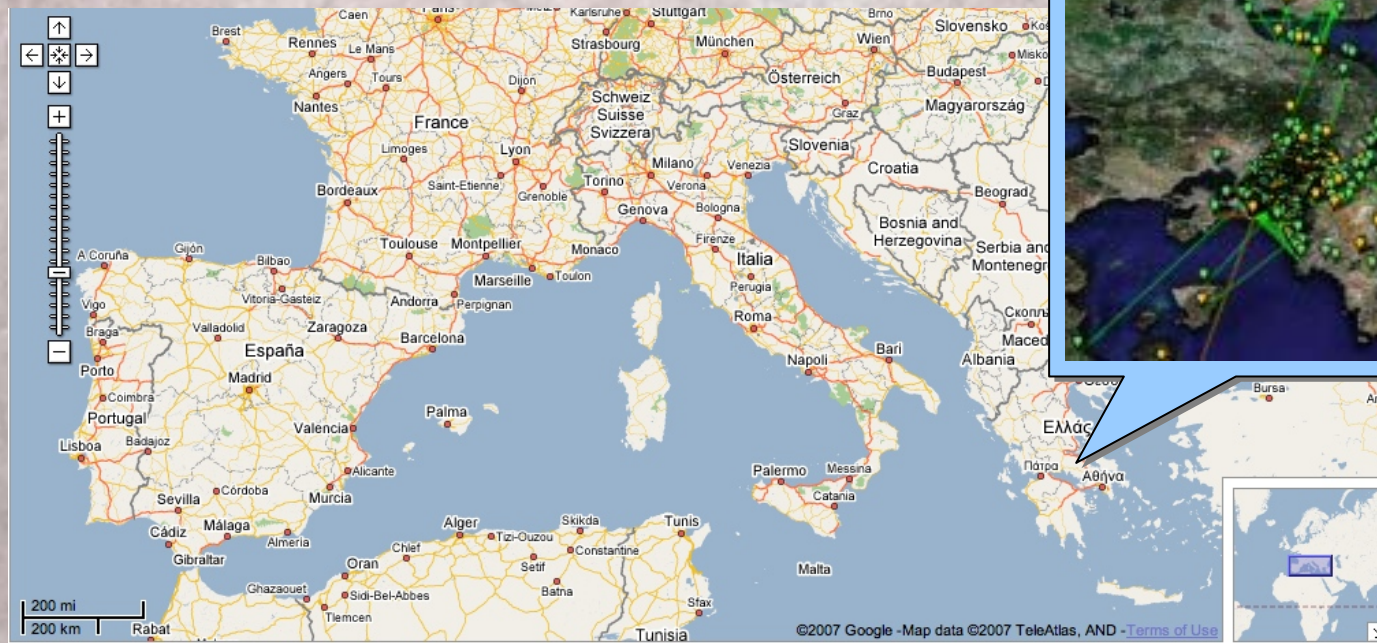 Caen
Paris
Metz
Karlsruhe
Stuttgart
Brno
Slovensko
Brest
Rennes
Le Mans
Strasbourg
München
Wien
Angers
Tours
Dijon
Österreich
Budapest
Nantes
Schweiz
Suisse
Svizzera
Magyarország
France
Graz
Limoges
Lyon
Slovenia
Milano
Venezia
Croatia
Saint-Etienne
Torino
Verona
Grenoble
Bordeaux
Beograd
Genova
Bologna
Bosnia and
Herzegovina
A Coruña
Gijón
Bilbao
Toulouse
Montpellier
Monaco
Firenze
Serbia and
Montenegr
Italia
Marseille
Toulon
Vitoria-Gasteiz
Andorra
Perpignan
Perugia
Vigo
Braga
Valladolid
Zaragoza
Barcelona
Roma
Скопј
Maced
Porto
España
Napoli
Bari
Albania
Madrid
Bursa
Coimbra
Portugal
Palma
Valencia
Ελλάς
Lisboa
Badajoz
Alicante
Palermo
Messina
Πάτρα
Αθήνα
Sevilla
Córdoba
Murcia
Catania
Cádiz
Málaga
Almería
Alger
Skikda
Tunis
Tizi-Ouzou
Gibraltar
Chlef
Constantine
Oran
Setif
Malta
Ghazaouet
Sidi-Bel-Abbes
Batna
Tlemcen
Sfax
200 mi
200 km
Rabat
Tunisia
©2007 Google -Map data ©2007 TeleAtlas, AND -Terms of Use